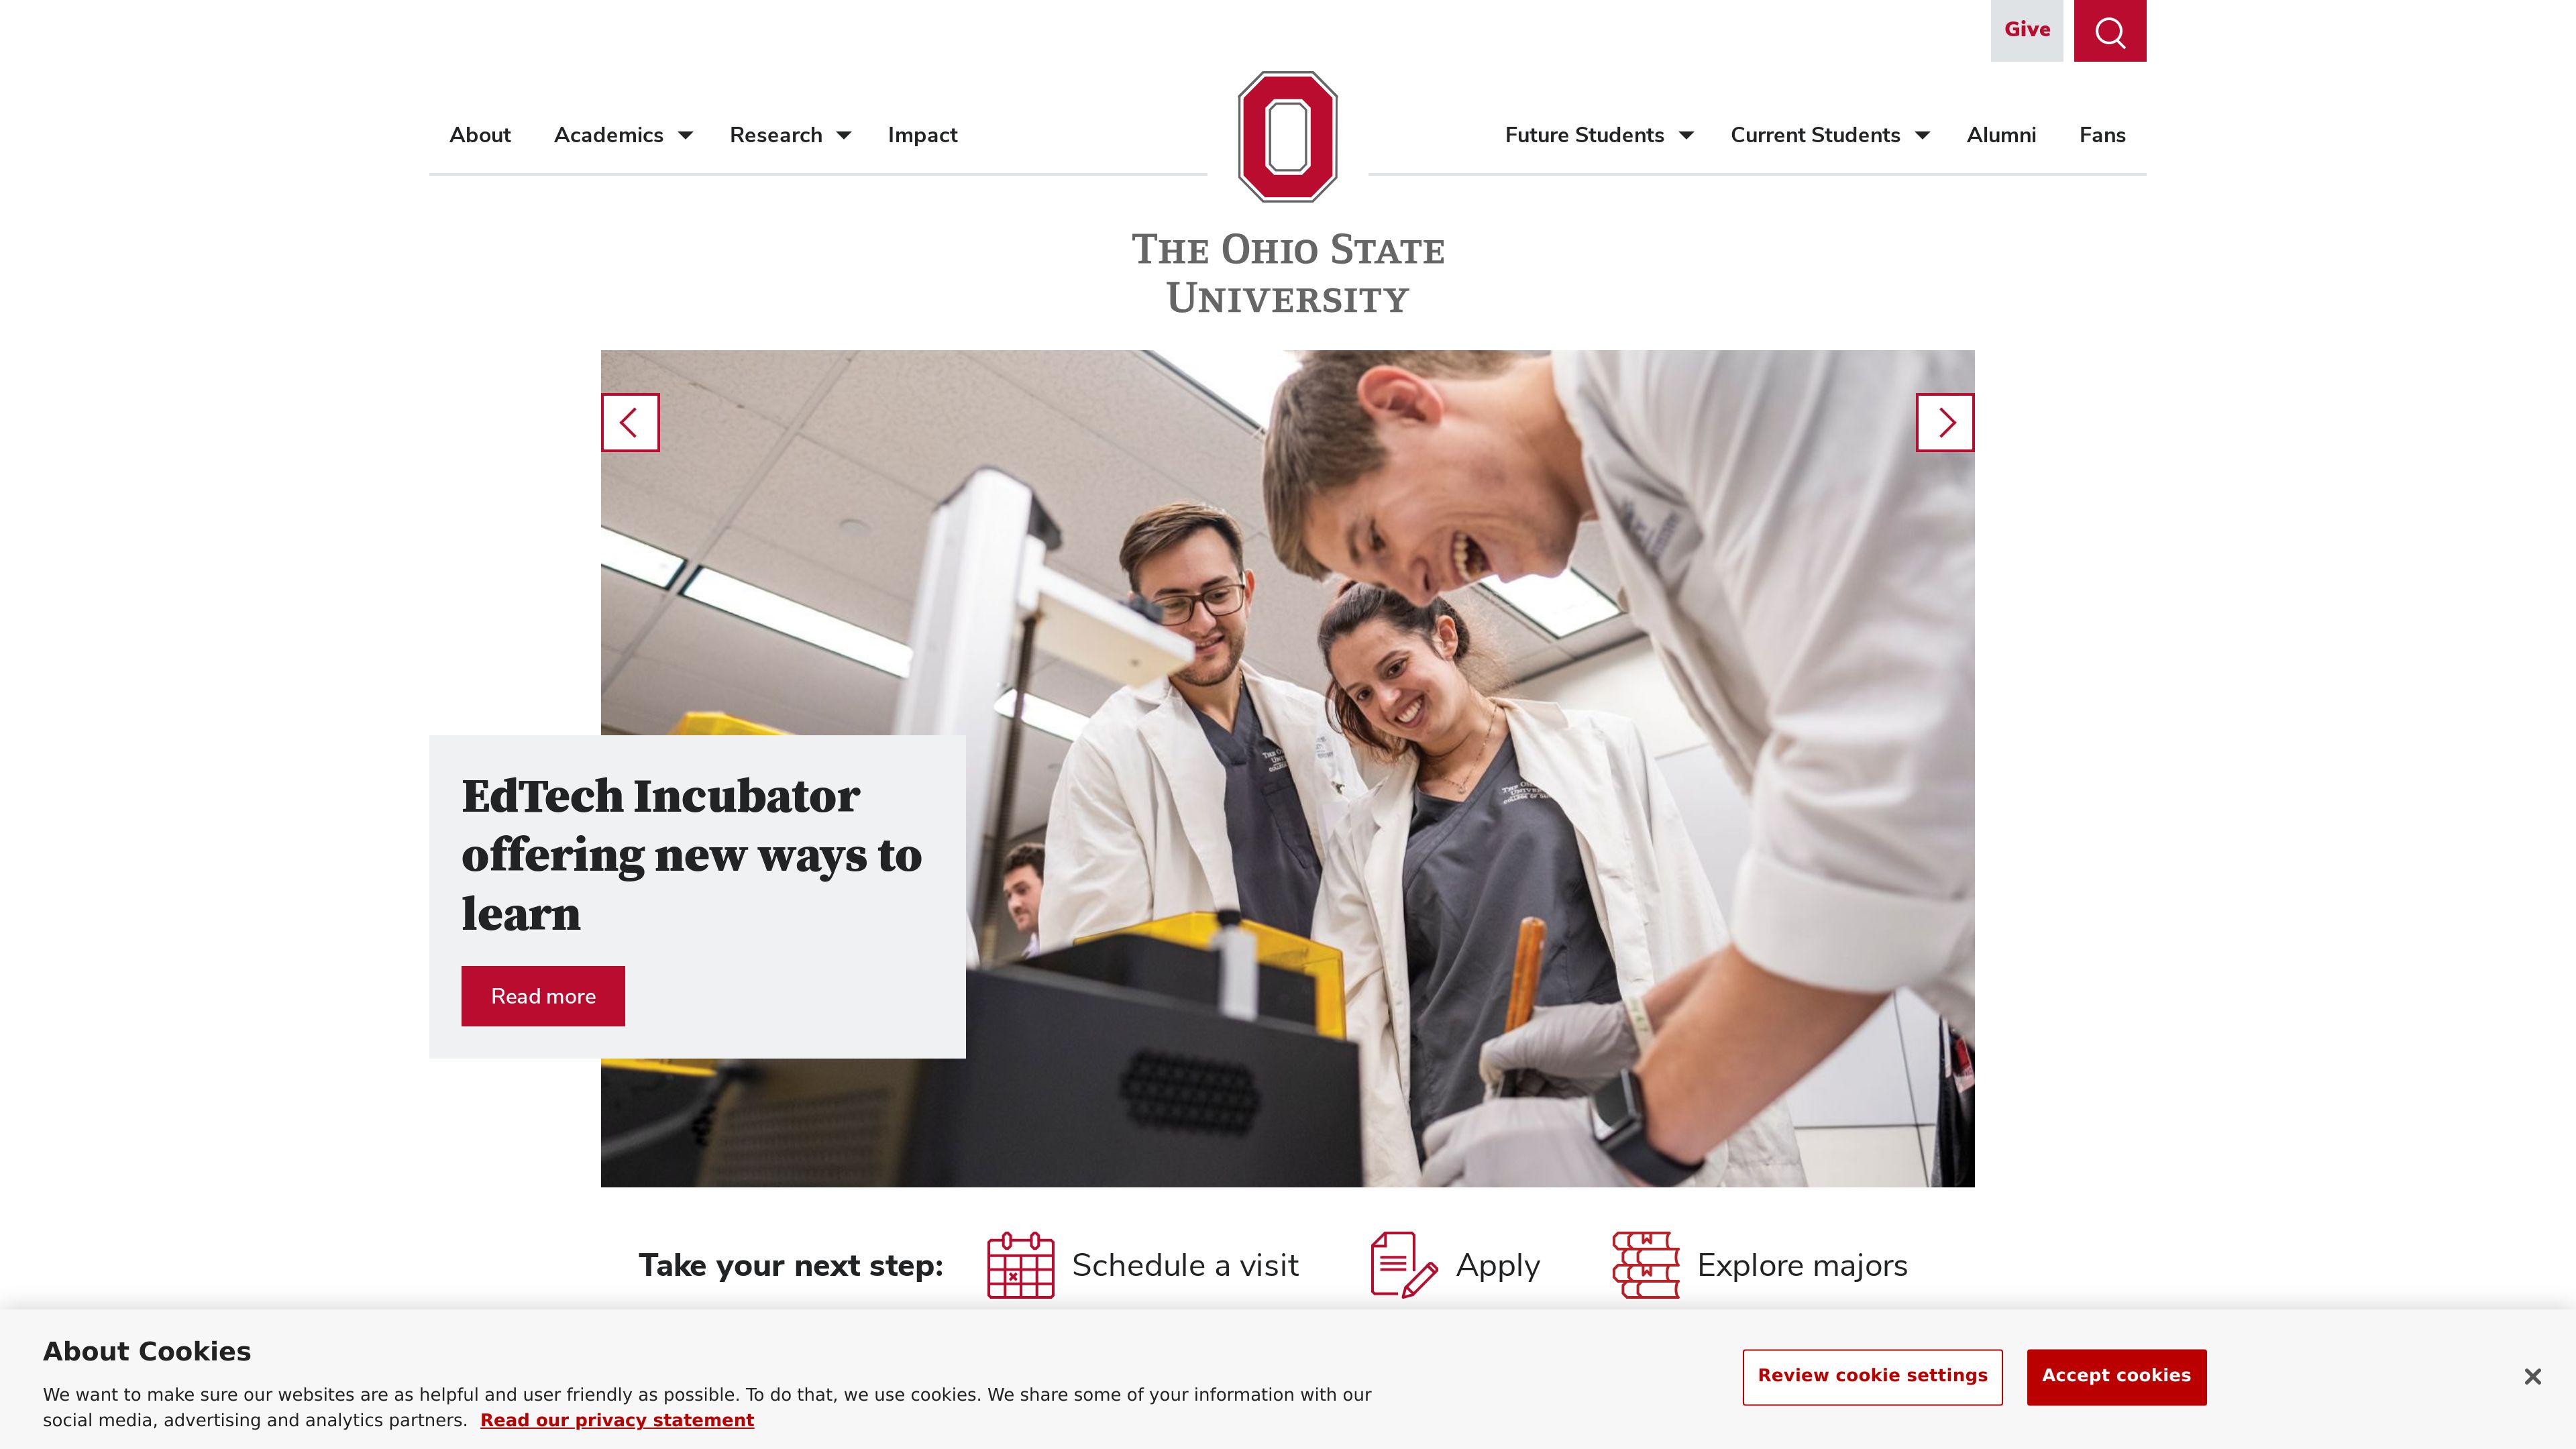 Give
About
Academics
Research
Impact
Future Students
Current Students
Alumni
Fans
THE OHIO STATE
UNIVERSITY
EdTech Incubator
offering new ways to
learn
Read more
Take your next step:
Schedule a visit
Apply
Explore majors
About Cookies
We want to make sure our websites are as helpful and user friendly as possible. To do that, we use cookies. We share some of your information with our
social media, advertising and analytics partners. Read our privacy statement
Review cookie settings
Accept cookies